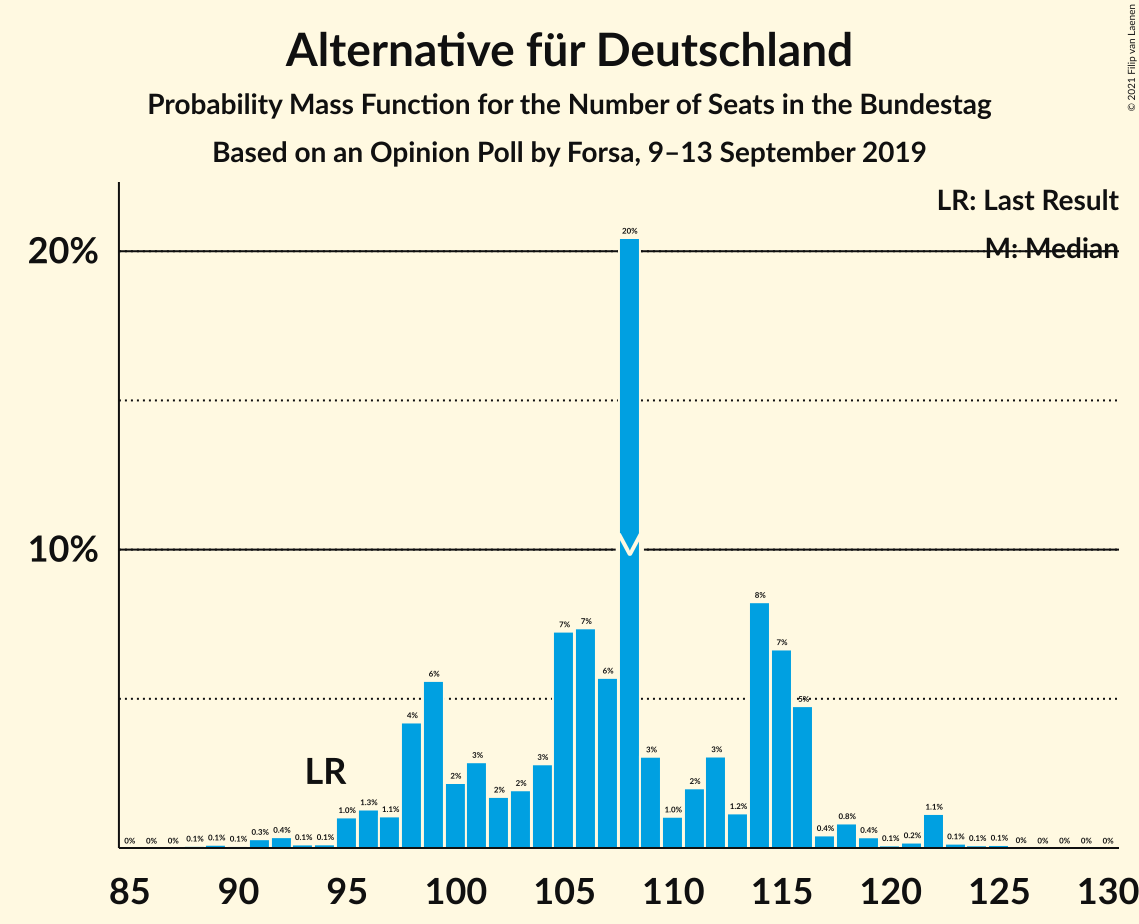 Alternative für Deutschland
Probability Mass Function for the Number of Seats in the Bundestag
Based on an Opinion Poll by Forsa, 9–13 September 2019
© 2021 Filip van Laenen
LR: Last Result
M: Median
20%
10%
LR
0% 0% 0% 0.1% 0.1% 0.1% 0.3% 0.4% 0.1% 0.1% 1.0% 1.3% 1.1% 4% 6% 2% 3% 2% 2% 3% 7% 7% 6% 20% 3% 1.0% 2% 3% 1.2% 8% 7% 5% 0.4% 0.8% 0.4% 0.1% 0.2% 1.1% 0.1% 0.1% 0.1% 0% 0% 0% 0% 0%
85 90 95 100 105 110 115 120 125 130